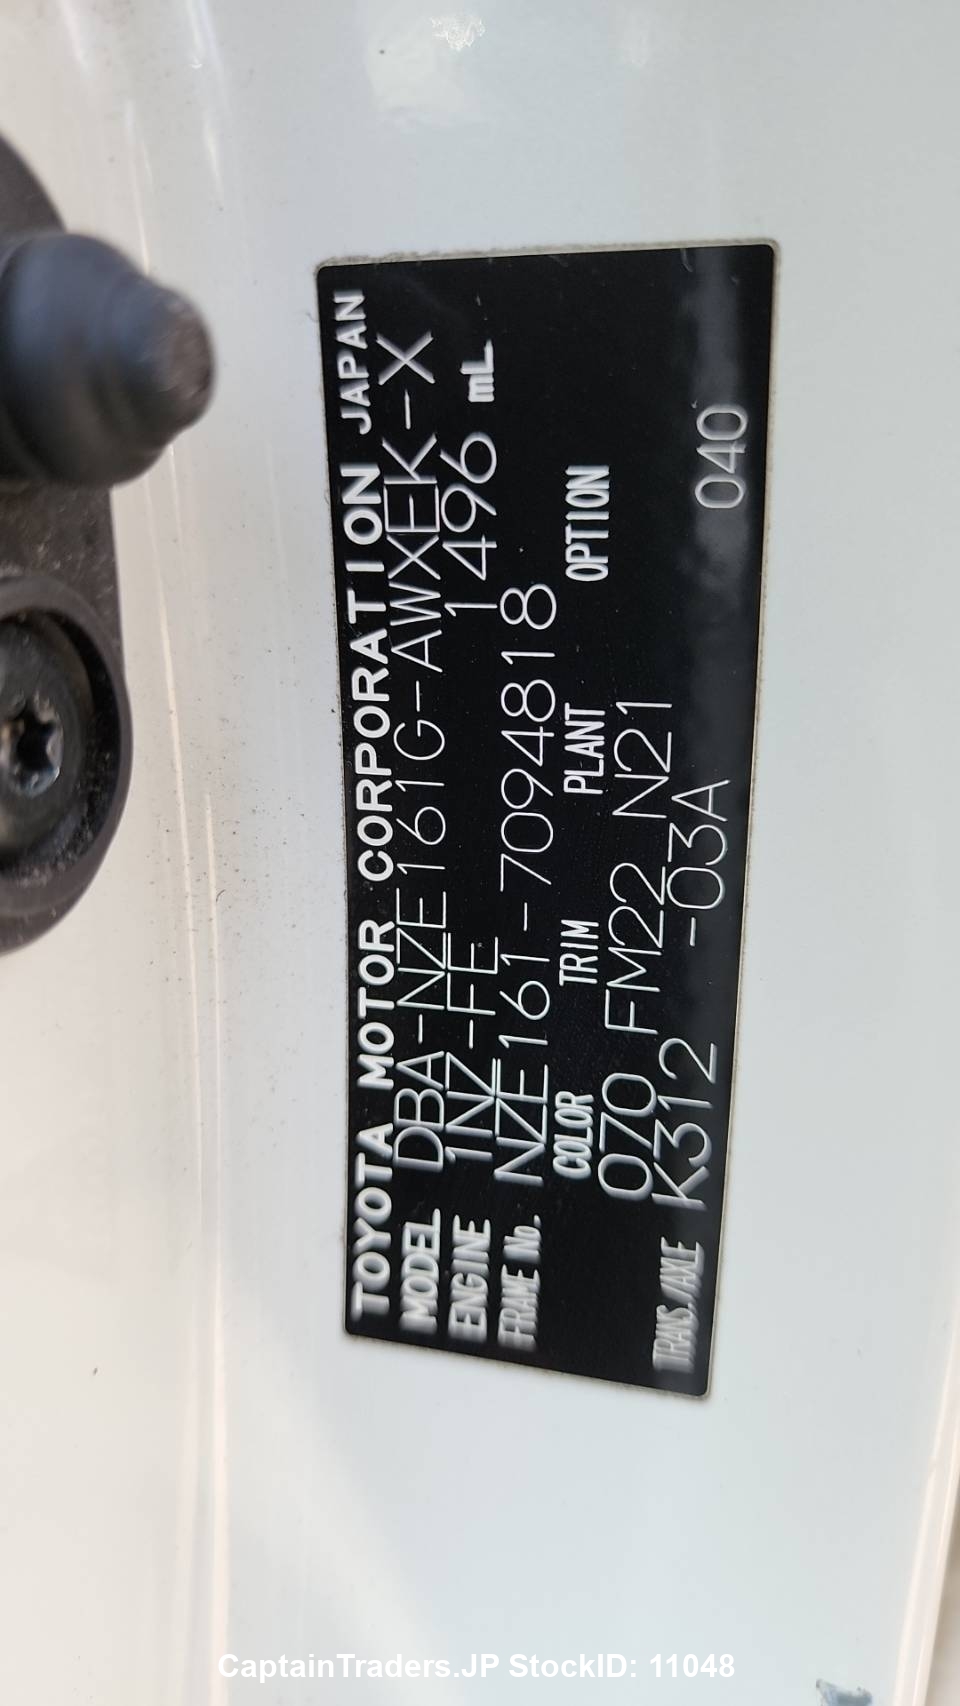 TOYOTA MOTOR CORPORATION JAPAN
MODEL DBA-NZE161G-AWXEK-X
ENGINE 1NZ-FE 1496 mL
FRAME No. NZE161-7094818
COLOR TRIM PLANT OPTION
070 FM22 N21
TRANS./AXLE K312 -03A 040
CaptainTraders.JP StockID: 11048